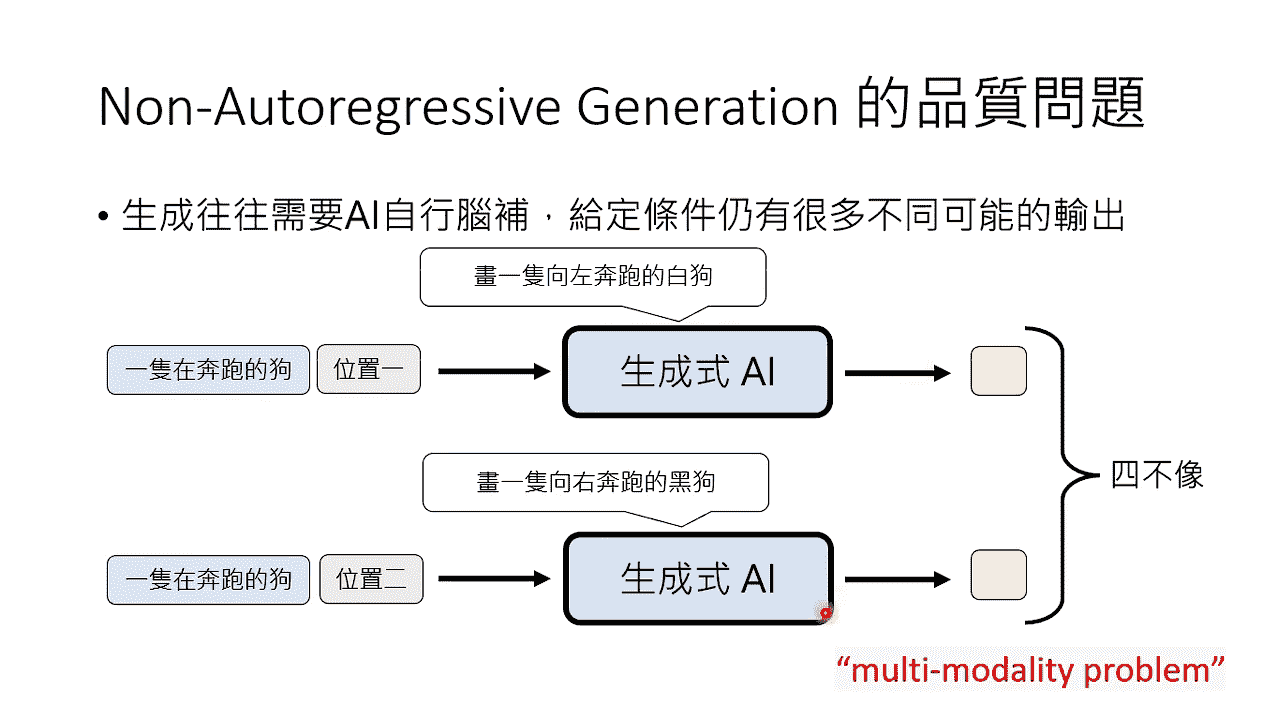 Non-Autoregressive Generation 的品質問題
• 生成往往需要AI自行腦補，給定條件仍有很多不同可能的輸出
畫一隻向左奔跑的白狗
一隻在奔跑的狗 位置一 生成式 AI
畫一隻向右奔跑的黑狗
四不像
一隻在奔跑的狗 位置二 生成式 AI
“multi-modality problem”